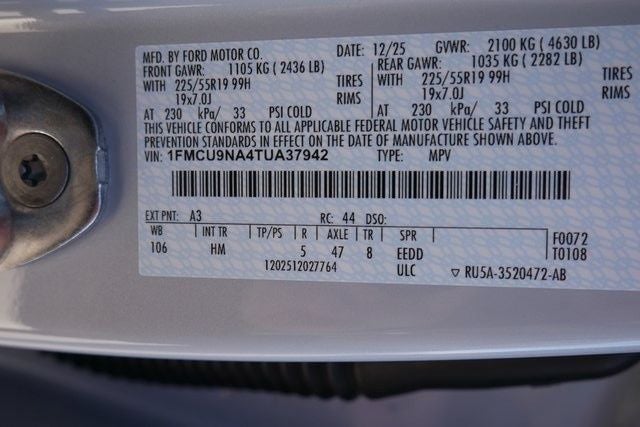 MFD. BY FORD MOTOR CO. DATE: 12/25 GVWR: 2100 KG ( 4630 LB)
FRONT GAWR: 1105 KG ( 2436 LB) REAR GAWR: 1035 KG ( 2282 LB)
WITH 225/55R19 99H TIRES WITH 225/55R19 99H TIRES
19x7.0J RIMS 19x7.0J RIMS
AT 230 kPa/ 33 PSI COLD AT 230 kPa/ 33 PSI COLD
THIS VEHICLE CONFORMS TO ALL APPLICABLE FEDERAL MOTOR VEHICLE SAFETY AND THEFT
PREVENTION STANDARDS IN EFFECT ON THE DATE OF MANUFACTURE SHOWN ABOVE.
VIN: 1FMCU9NA4TUA37942 TYPE: MPV
EXT PNT: A3 RC: 44 DSO:
WB INT TR TP/PS R AXLE TR SPR F0072
106 HM 5 47 8 EEDD T0108
1202512027764 ULC ▽ RU5A-3520472-AB